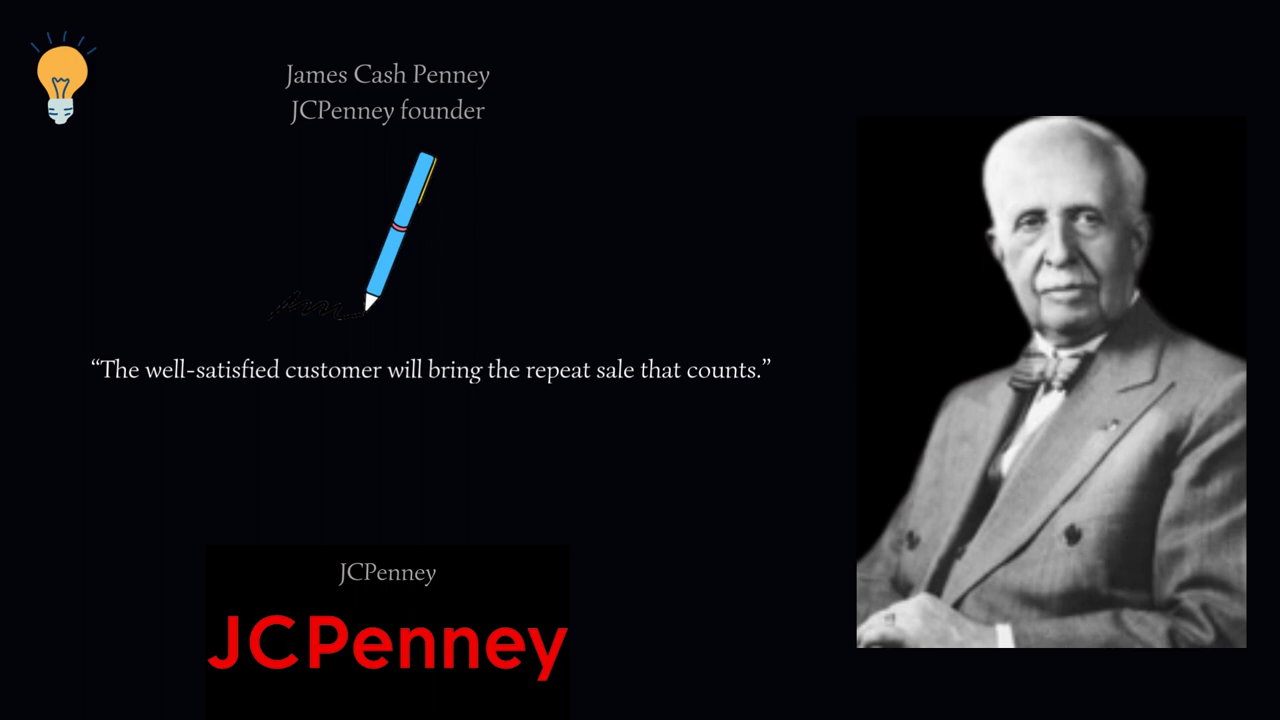 James Cash Penney
JCPenney founder
“The well-satisfied customer will bring the repeat sale that counts.”
JCPenney
JCPenney